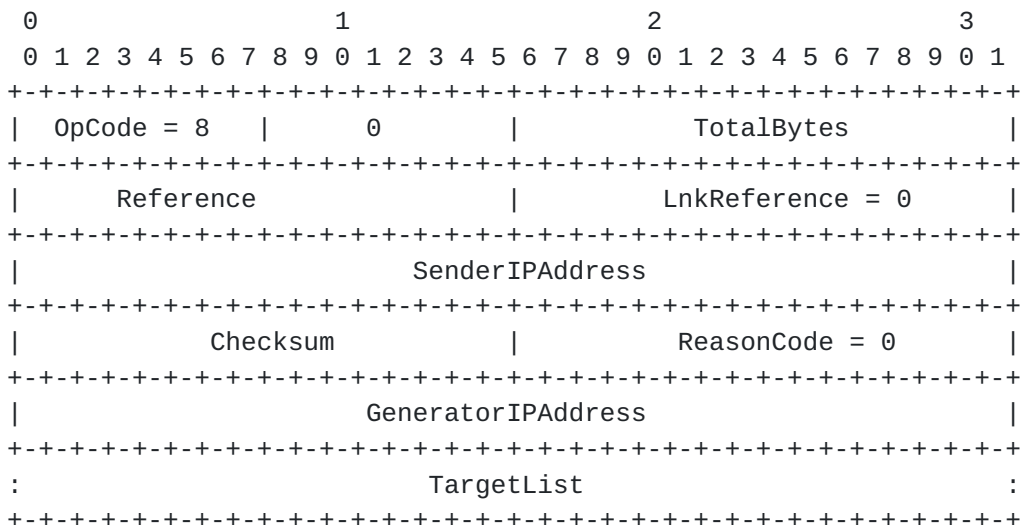 0                   1                   2                   3
 0 1 2 3 4 5 6 7 8 9 0 1 2 3 4 5 6 7 8 9 0 1 2 3 4 5 6 7 8 9 0 1
+-+-+-+-+-+-+-+-+-+-+-+-+-+-+-+-+-+-+-+-+-+-+-+-+-+-+-+-+-+-+-+-+
|  OpCode = 8   |      0        |           TotalBytes          |
+-+-+-+-+-+-+-+-+-+-+-+-+-+-+-+-+-+-+-+-+-+-+-+-+-+-+-+-+-+-+-+-+
|      Reference                |         LnkReference = 0      |
+-+-+-+-+-+-+-+-+-+-+-+-+-+-+-+-+-+-+-+-+-+-+-+-+-+-+-+-+-+-+-+-+
|                         SenderIPAddress                       |
+-+-+-+-+-+-+-+-+-+-+-+-+-+-+-+-+-+-+-+-+-+-+-+-+-+-+-+-+-+-+-+-+
|            Checksum           |          ReasonCode = 0       |
+-+-+-+-+-+-+-+-+-+-+-+-+-+-+-+-+-+-+-+-+-+-+-+-+-+-+-+-+-+-+-+-+
|                      GeneratorIPAddress                       |
+-+-+-+-+-+-+-+-+-+-+-+-+-+-+-+-+-+-+-+-+-+-+-+-+-+-+-+-+-+-+-+-+
:                          TargetList                           :
+-+-+-+-+-+-+-+-+-+-+-+-+-+-+-+-+-+-+-+-+-+-+-+-+-+-+-+-+-+-+-+-+